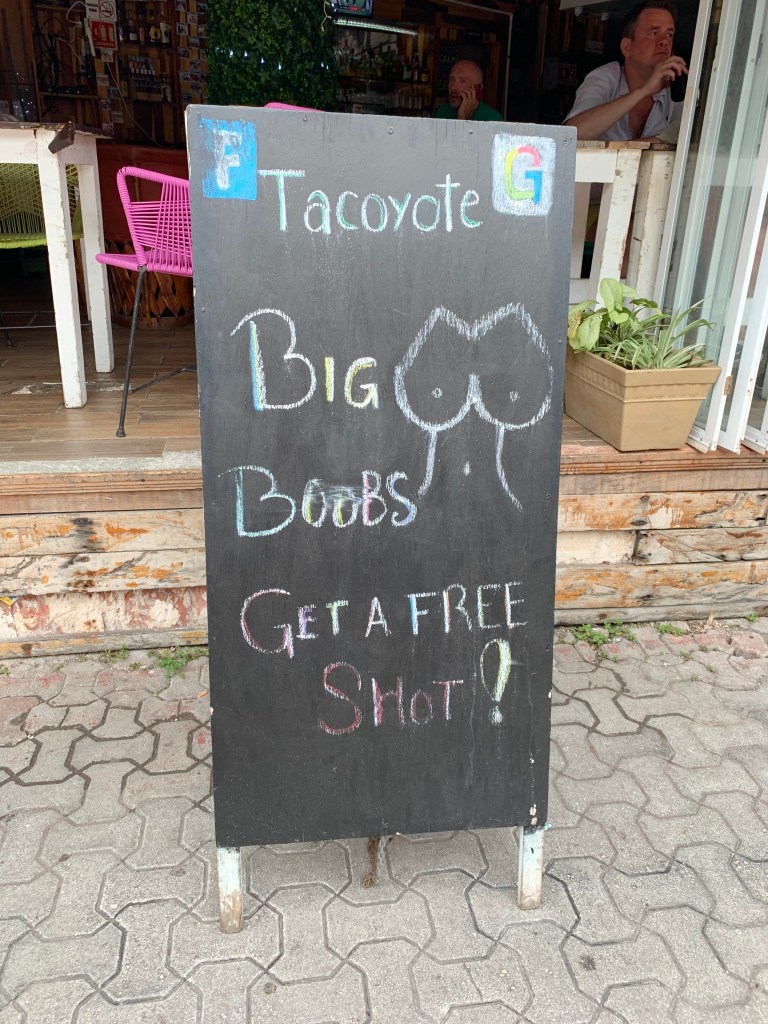 F Tacoyote G
BIG
BOOBS
GET A FREE
SHOT!